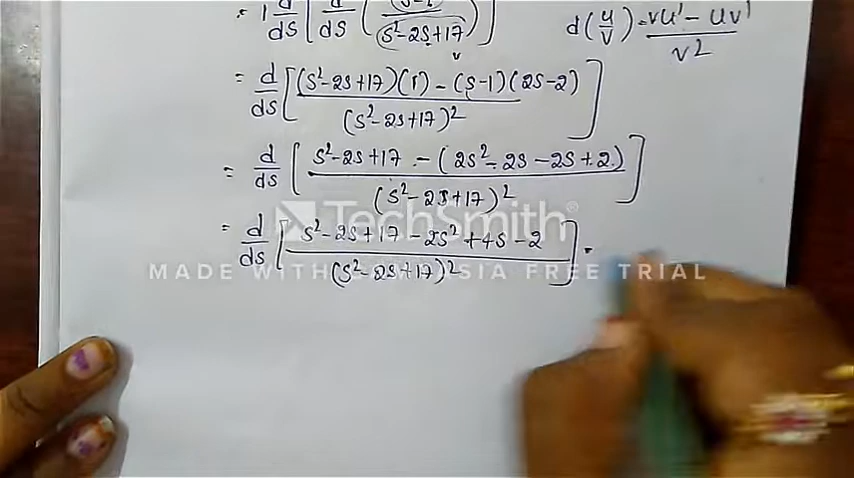 = 1 d/ds [ d/ds ( s-1 / s²-2s+17 ) ]
d(u/v) = vu' - uv' / v²
v
= d/ds [ (s²-2s+17)(1) - (s-1)(2s-2) / (s²-2s+17)² ]
= d/ds [ s²-2s+17 - (2s²-2s-2s+2) / (s²-2s+17)² ]
= d/ds [ s²-2s+17-2s²+4s-2 / (s²-2s+17)² ] =
TechSmith®
MADE WITH CAMTASIA FREE TRIAL